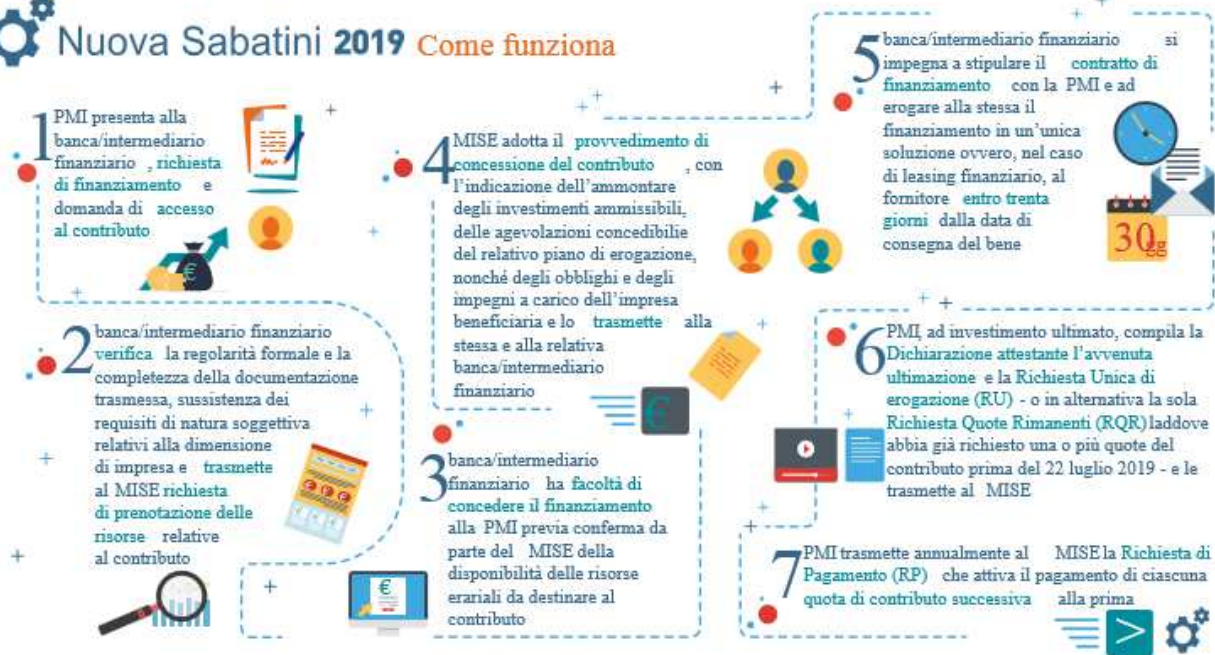 Nuova Sabatini 2019 Come funziona
1
PMI presenta alla
banca/intermediario
finanziario , richiesta
di finanziamento e
domanda di accesso
al contributo
€
2
banca/intermediario finanziario
verifica la regolarità formale e la
completezza della documentazione
trasmessa, sussistenza dei
requisiti di natura soggettiva
relativi alla dimensione
di impresa e trasmette
al MISE richiesta
di prenotazione delle
risorse relative
al contributo
3
banca/intermediario
finanziario ha facoltà di
concedere il finanziamento
alla PMI previa conferma da
parte del MISE della
disponibilità delle risorse
erariali da destinare al
contributo
€
4
MISE adotta il provvedimento di
concessione del contributo , con
l'indicazione dell'ammontare
degli investimenti ammissibili,
delle agevolazioni concedibilie
del relativo piano di erogazione,
nonché degli obblighi e degli
impegni a carico dell'impresa
beneficiaria e lo trasmette alla
stessa e alla relativa
banca/intermediario
finanziario
€
5
banca/intermediario finanziario si
impegna a stipulare il contratto di
finanziamento con la PMI e ad
erogare alla stessa il
finanziamento in un'unica
soluzione ovvero, nel caso
di leasing finanziario, al
fornitore entro trenta
giorni dalla data di
consegna del bene
30gg
6
PMI, ad investimento ultimato, compila la
Dichiarazione attestante l'avvenuta
ultimazione e la Richiesta Unica di
erogazione (RU) - o in alternativa la sola
Richiesta Quote Rimanenti (RQR) laddove
abbia già richiesto una o più quote del
contributo prima del 22 luglio 2019 - e le
trasmette al MISE
7
PMI trasmette annualmente al MISE la Richiesta di
Pagamento (RP) che attiva il pagamento di ciascuna
quota di contributo successiva alla prima